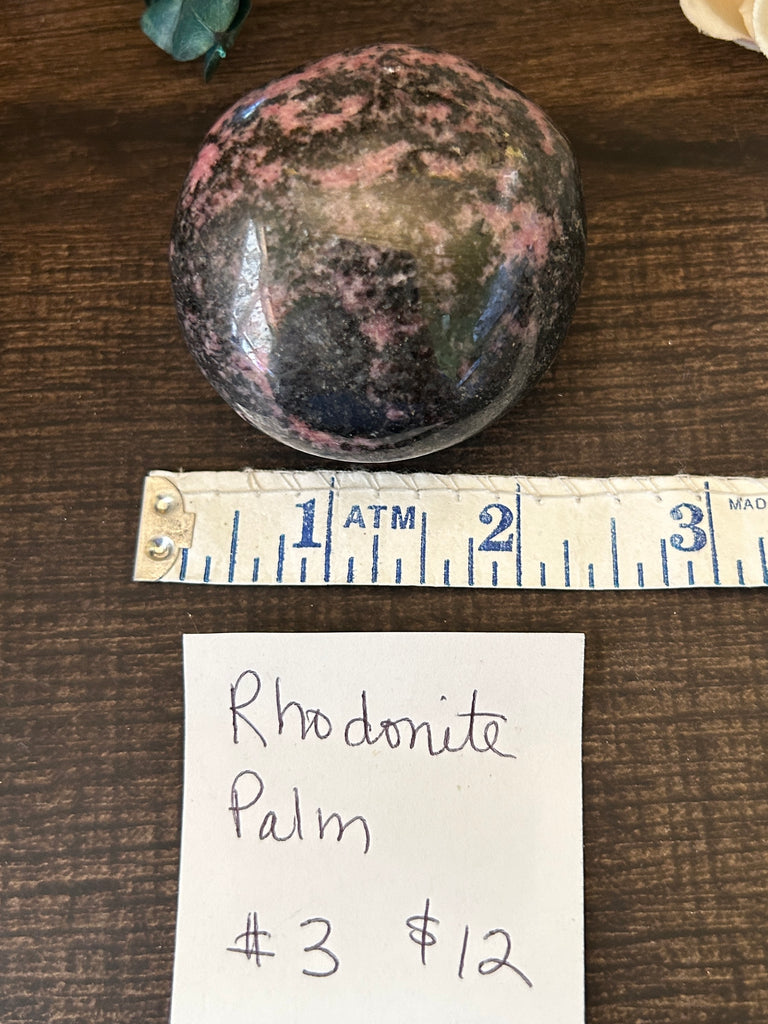 1 ATM 2 3 MAD
Rhodonite
Palm
#3 $12